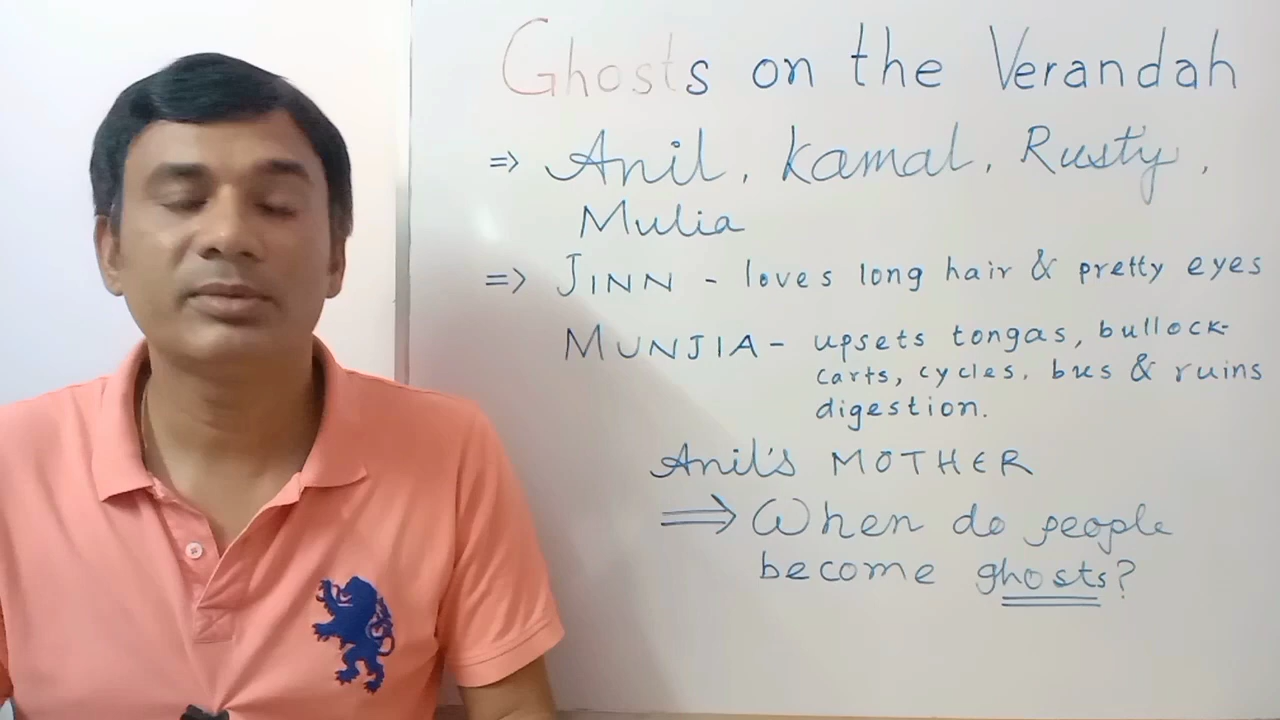 Ghosts on the Verandah
⇒ Anil, Kamal, Rusty,
Mulia
⇒ JINN - loves long hair & pretty eyes
MUNJIA - upsets tongas, bullock-
carts, cycles, bus & ruins
digestion.
Anil's MOTHER
⇒ When do people
become ghosts?